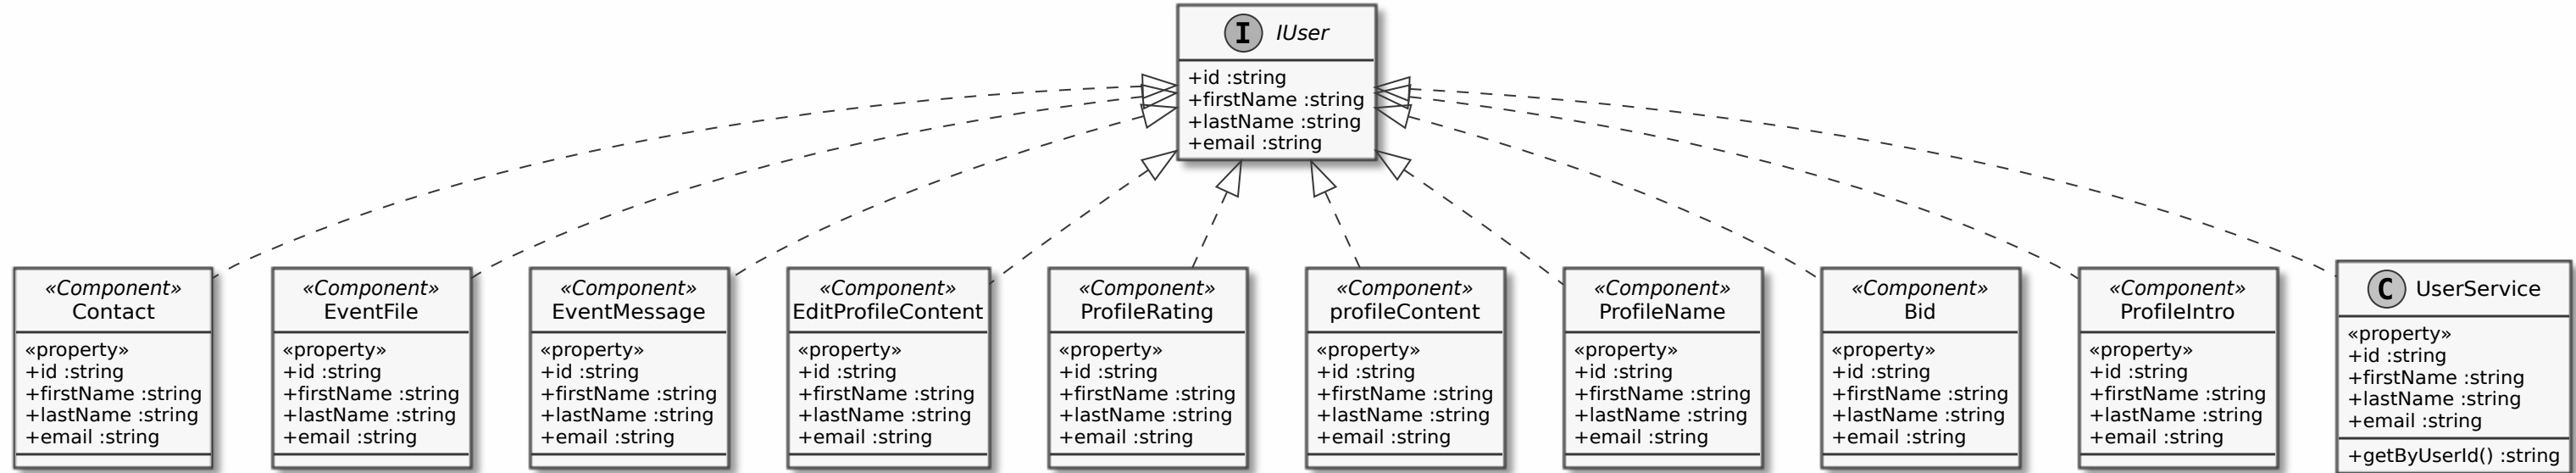 I IUser
+id :string
+firstName :string
+lastName :string
+email :string
«Component»
Contact
«property»
+id :string
+firstName :string
+lastName :string
+email :string
«Component»
EventFile
«property»
+id :string
+firstName :string
+lastName :string
+email :string
«Component»
EventMessage
«property»
+id :string
+firstName :string
+lastName :string
+email :string
«Component»
EditProfileContent
«property»
+id :string
+firstName :string
+lastName :string
+email :string
«Component»
ProfileRating
«property»
+id :string
+firstName :string
+lastName :string
+email :string
«Component»
profileContent
«property»
+id :string
+firstName :string
+lastName :string
+email :string
«Component»
ProfileName
«property»
+id :string
+firstName :string
+lastName :string
+email :string
«Component»
Bid
«property»
+id :string
+firstName :string
+lastName :string
+email :string
«Component»
ProfileIntro
«property»
+id :string
+firstName :string
+lastName :string
+email :string
C UserService
«property»
+id :string
+firstName :string
+lastName :string
+email :string
+getByUserId() :string